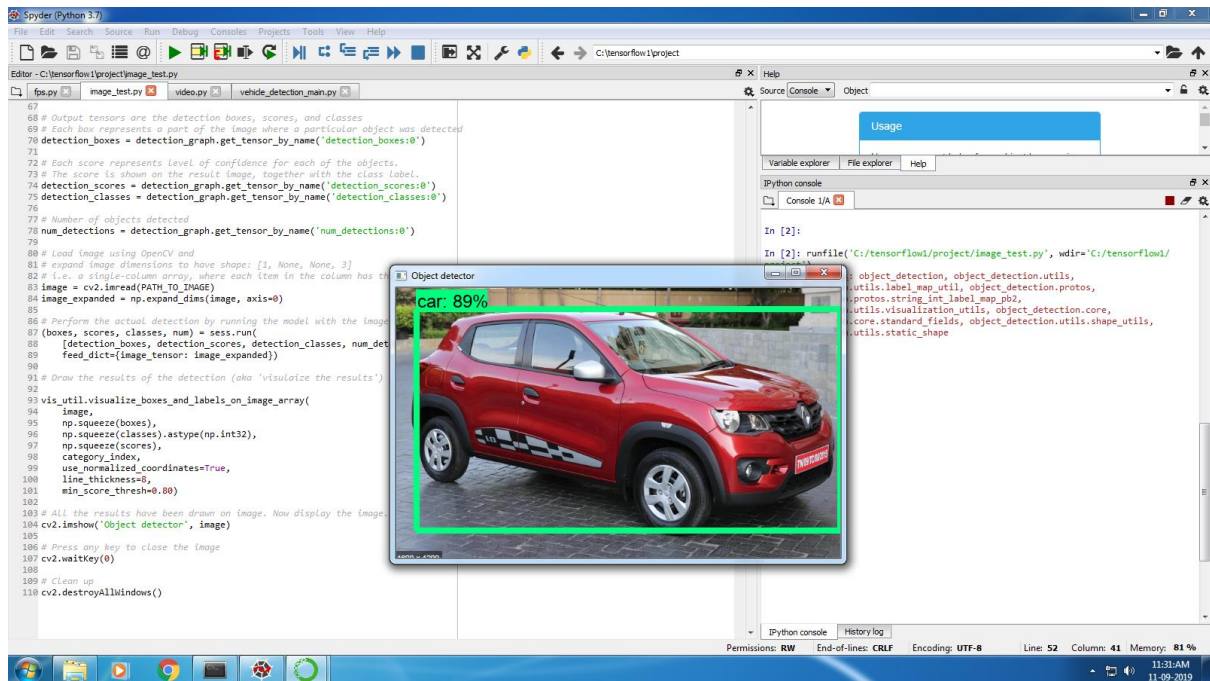 Spyder (Python 3.7)
File Edit Search Source Run Debug Consoles Projects Tools View Help
C:\tensorflow1\project
Editor - C:\tensorflow1\project\image_test.py
fps.py image_test.py video.py vehicle_detection_main.py
67
68 # Output tensors are the detection boxes, scores, and classes
69 # Each box represents a part of the image where a particular object was detected
70 detection_boxes = detection_graph.get_tensor_by_name('detection_boxes:0')
71
72 # Each score represents level of confidence for each of the objects.
73 # The score is shown on the result image, together with the class label.
74 detection_scores = detection_graph.get_tensor_by_name('detection_scores:0')
75 detection_classes = detection_graph.get_tensor_by_name('detection_classes:0')
76
77 # Number of objects detected
78 num_detections = detection_graph.get_tensor_by_name('num_detections:0')
79
80 # Load image using OpenCV and
81 # expand image dimensions to have shape: [1, None, None, 3]
82 # i.e. a single-column array, where each item in the column has th
83 image = cv2.imread(PATH_TO_IMAGE)
84 image_expanded = np.expand_dims(image, axis=0)
85
86 # Perform the actual detection by running the model with the image
87 (boxes, scores, classes, num) = sess.run(
88 [detection_boxes, detection_scores, detection_classes, num_det
89 feed_dict={image_tensor: image_expanded})
90
91 # Draw the results of the detection (aka 'visulaize the results')
92
93 vis_util.visualize_boxes_and_labels_on_image_array(
94 image,
95 np.squeeze(boxes),
96 np.squeeze(classes).astype(np.int32),
97 np.squeeze(scores),
98 category_index,
99 use_normalized_coordinates=True,
100 line_thickness=8,
101 min_score_thresh=0.80)
102
103 # All the results have been drawn on image. Now display the image.
104 cv2.imshow('Object detector', image)
105
106 # Press any key to close the image
107 cv2.waitKey(0)
108
109 # Clean up
110 cv2.destroyAllWindows()
Object detector
car: 89%
Help
Source Console Object
Usage
Variable explorer File explorer Help
IPython console
Console 1/A
In [2]:
In [2]: runfile('C:/tensorflow1/project/image_test.py', wdir='C:/tensorflow1/
: object_detection, object_detection.utils,
.utils.label_map_util, object_detection.protos,
.protos.string_int_label_map_pb2,
.utils.visualization_utils, object_detection.core,
.core.standard_fields, object_detection.utils.shape_utils,
.utils.static_shape
IPython console History log
Permissions: RW End-of-lines: CRLF Encoding: UTF-8 Line: 52 Column: 41 Memory: 81 %
11:31:AM
11-09-2019